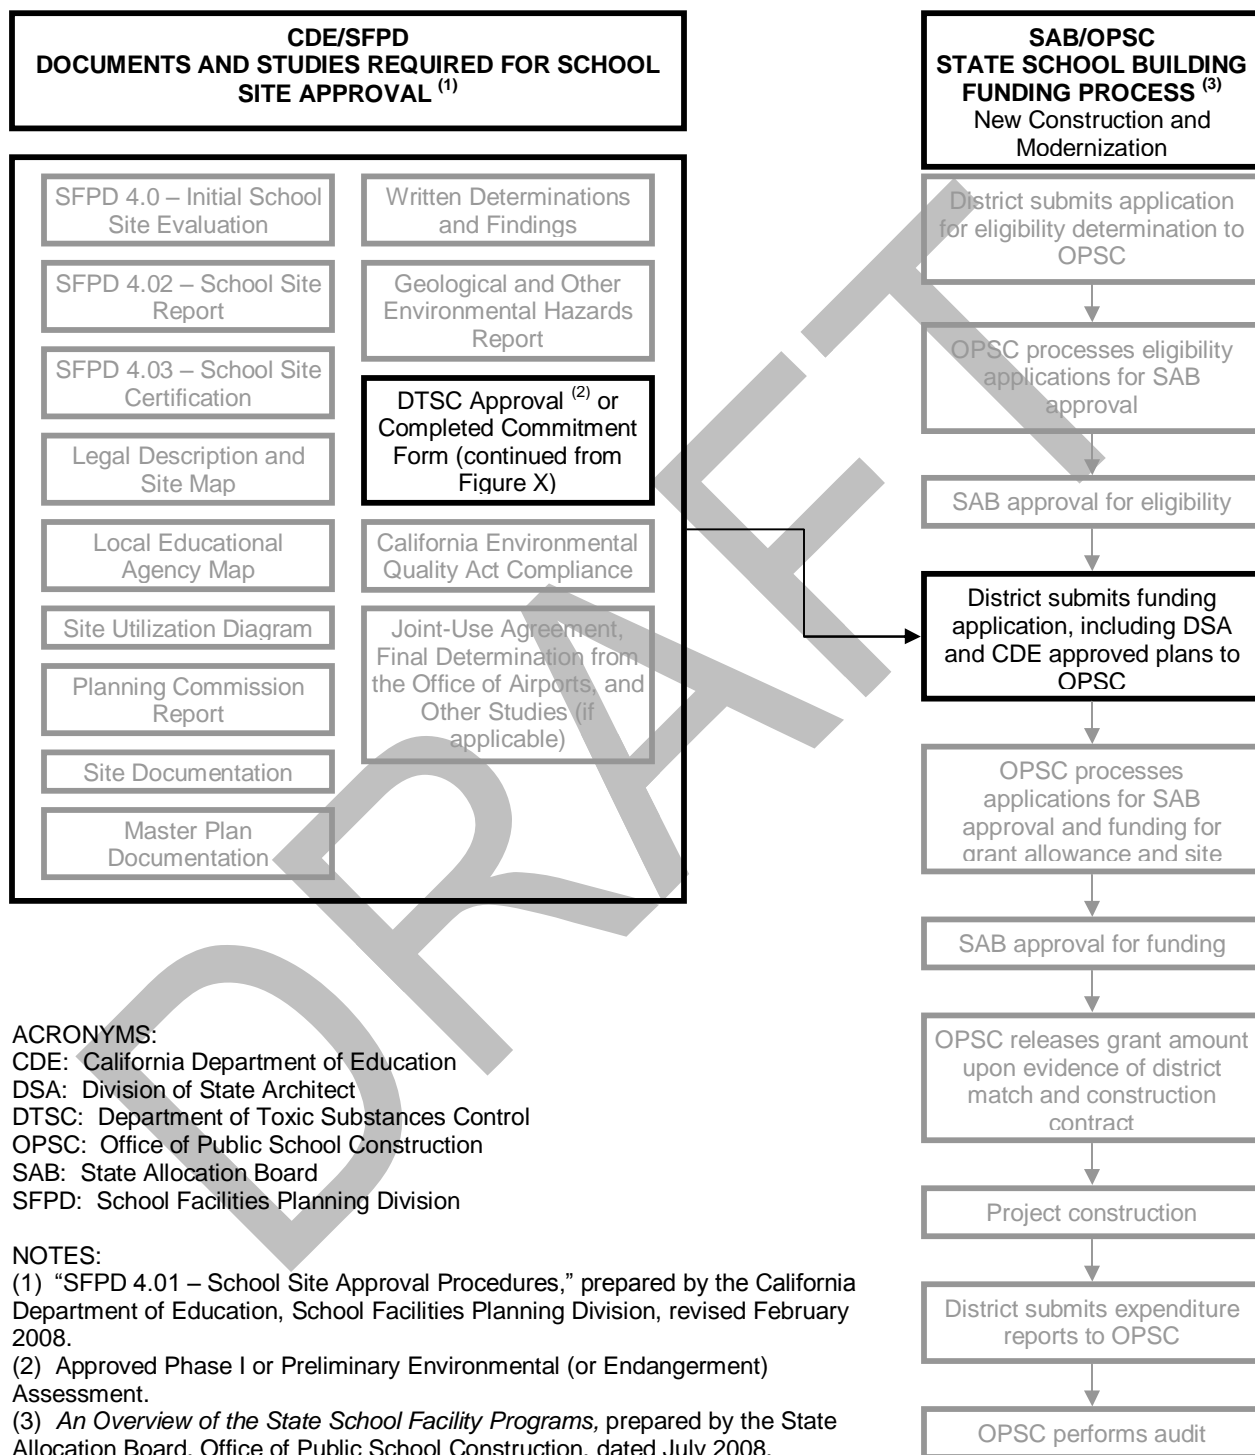 CDE/SFPD
DOCUMENTS AND STUDIES REQUIRED FOR SCHOOL
SITE APPROVAL (1)
SFPD 4.0 – Initial School
Site Evaluation
SFPD 4.02 – School Site
Report
SFPD 4.03 – School Site
Certification
Legal Description and
Site Map
Local Educational
Agency Map
Site Utilization Diagram
Planning Commission
Report
Site Documentation
Master Plan
Documentation
Written Determinations
and Findings
Geological and Other
Environmental Hazards
Report
DTSC Approval (2) or
Completed Commitment
Form (continued from
Figure X)
California Environmental
Quality Act Compliance
Joint-Use Agreement,
Final Determination from
the Office of Airports, and
Other Studies (if
applicable)
SAB/OPSC
STATE SCHOOL BUILDING
FUNDING PROCESS (3)
New Construction and
Modernization
District submits application
for eligibility determination to
OPSC
OPSC processes eligibility
applications for SAB
approval
SAB approval for eligibility
District submits funding
application, including DSA
and CDE approved plans to
OPSC
OPSC processes
applications for SAB
approval and funding for
grant allowance and site
SAB approval for funding
OPSC releases grant amount
upon evidence of district
match and construction
contract
Project construction
District submits expenditure
reports to OPSC
OPSC performs audit
DRAFT
ACRONYMS:
CDE: California Department of Education
DSA: Division of State Architect
DTSC: Department of Toxic Substances Control
OPSC: Office of Public School Construction
SAB: State Allocation Board
SFPD: School Facilities Planning Division
NOTES:
(1) “SFPD 4.01 – School Site Approval Procedures,” prepared by the California
Department of Education, School Facilities Planning Division, revised February
2008.
(2) Approved Phase I or Preliminary Environmental (or Endangerment)
Assessment.
(3) An Overview of the State School Facility Programs, prepared by the State
Allocation Board, Office of Public School Construction, dated July 2008.